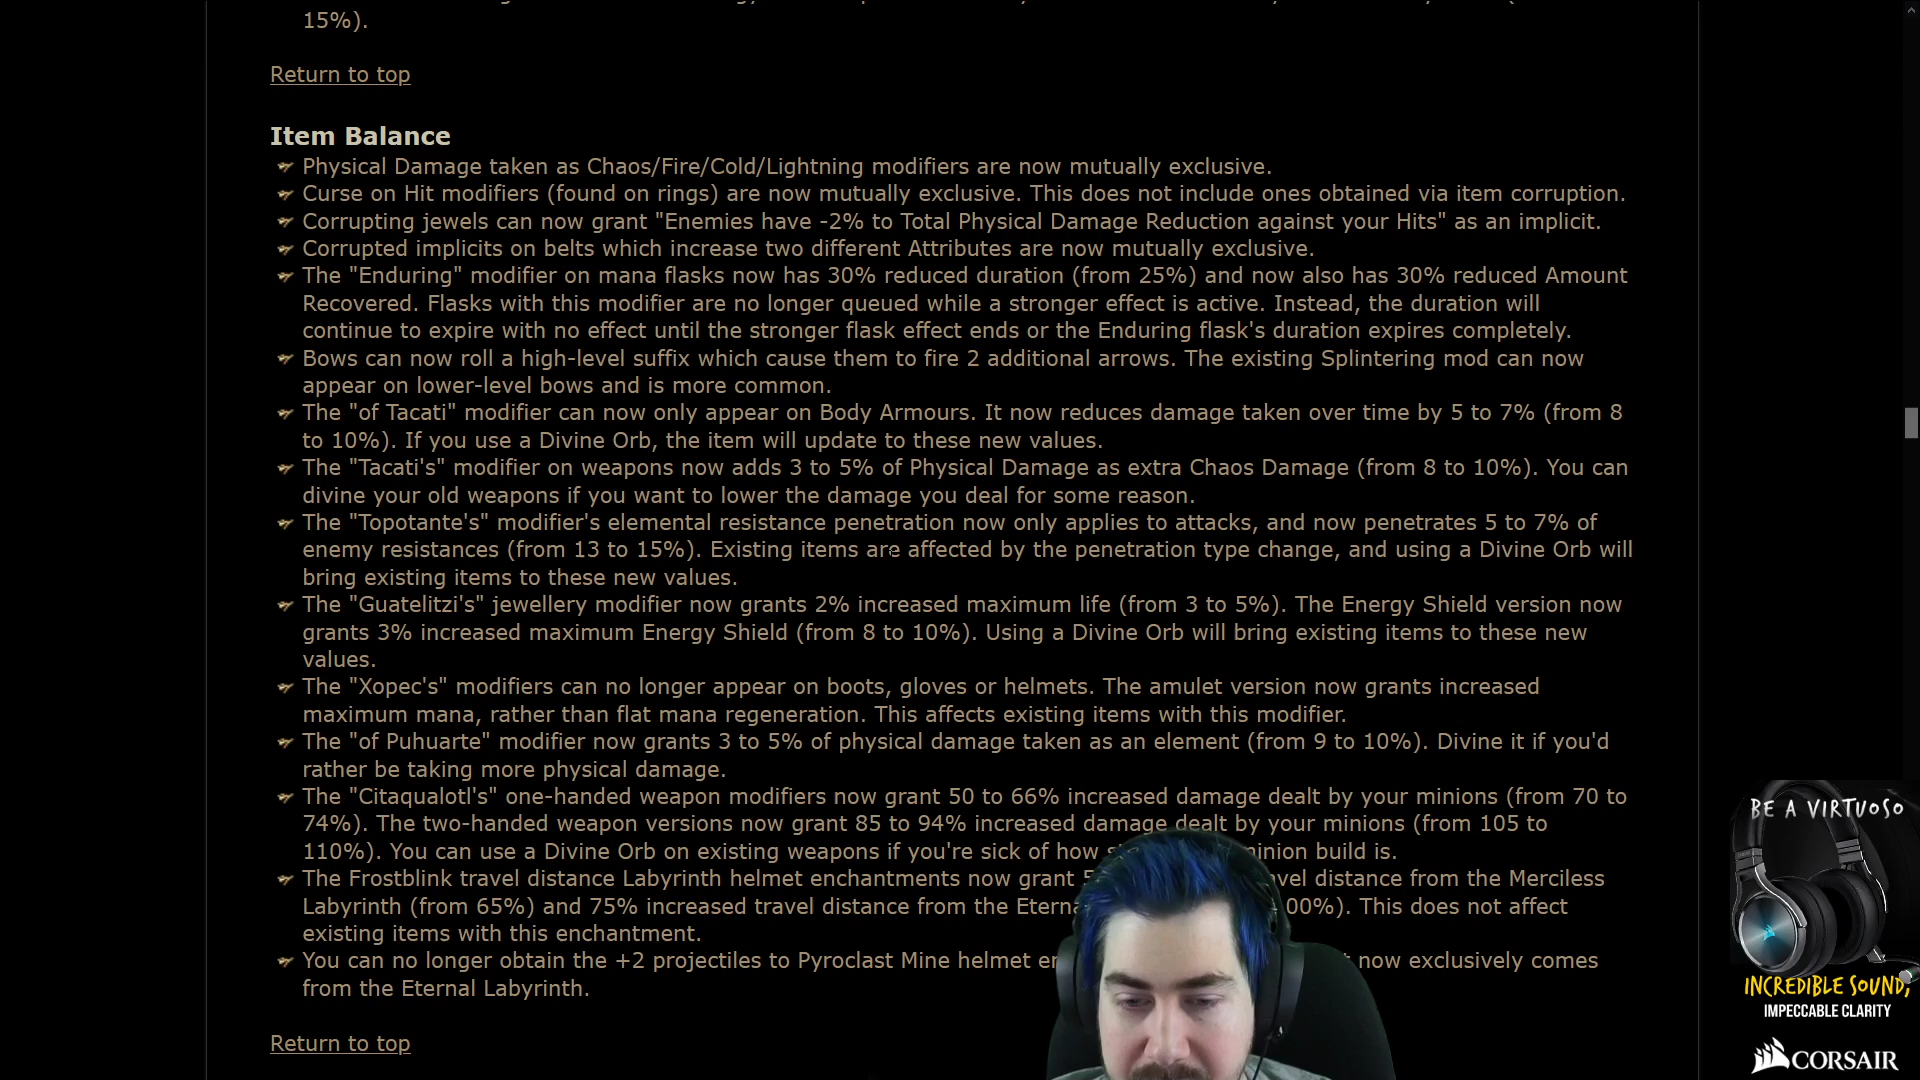 15%).
Return to top
Item Balance
Physical Damage taken as Chaos/Fire/Cold/Lightning modifiers are now mutually exclusive.
Curse on Hit modifiers (found on rings) are now mutually exclusive. This does not include ones obtained via item corruption.
Corrupting jewels can now grant "Enemies have -2% to Total Physical Damage Reduction against your Hits" as an implicit.
Corrupted implicits on belts which increase two different Attributes are now mutually exclusive.
The "Enduring" modifier on mana flasks now has 30% reduced duration (from 25%) and now also has 30% reduced Amount
Recovered. Flasks with this modifier are no longer queued while a stronger effect is active. Instead, the duration will
continue to expire with no effect until the stronger flask effect ends or the Enduring flask's duration expires completely.
Bows can now roll a high-level suffix which cause them to fire 2 additional arrows. The existing Splintering mod can now
appear on lower-level bows and is more common.
The "of Tacati" modifier can now only appear on Body Armours. It now reduces damage taken over time by 5 to 7% (from 8
to 10%). If you use a Divine Orb, the item will update to these new values.
The "Tacati's" modifier on weapons now adds 3 to 5% of Physical Damage as extra Chaos Damage (from 8 to 10%). You can
divine your old weapons if you want to lower the damage you deal for some reason.
The "Topotante's" modifier's elemental resistance penetration now only applies to attacks, and now penetrates 5 to 7% of
enemy resistances (from 13 to 15%). Existing items are affected by the penetration type change, and using a Divine Orb will
bring existing items to these new values.
The "Guatelitzi's" jewellery modifier now grants 2% increased maximum life (from 3 to 5%). The Energy Shield version now
grants 3% increased maximum Energy Shield (from 8 to 10%). Using a Divine Orb will bring existing items to these new
values.
The "Xopec's" modifiers can no longer appear on boots, gloves or helmets. The amulet version now grants increased
maximum mana, rather than flat mana regeneration. This affects existing items with this modifier.
The "of Puhuarte" modifier now grants 3 to 5% of physical damage taken as an element (from 9 to 10%). Divine it if you'd
rather be taking more physical damage.
The "Citaqualotl's" one-handed weapon modifiers now grant 50 to 66% increased damage dealt by your minions (from 70 to
74%). The two-handed weapon versions now grant 85 to 94% increased damage dealt by your minions (from 105 to
110%). You can use a Divine Orb on existing weapons if you're sick of how minion build is.
The Frostblink travel distance Labyrinth helmet enchantments now grant travel distance from the Merciless
Labyrinth (from 65%) and 75% increased travel distance from the 00%). This does not affect
existing items with this enchantment.
You can no longer obtain the +2 projectiles to Pyroclast Mine helmet now exclusively comes
from the Eternal Labyrinth.
Return to top
BE A VIRTUOSO
INCREDIBLE SOUND,
IMPECCABLE CLARITY
CORSAIR